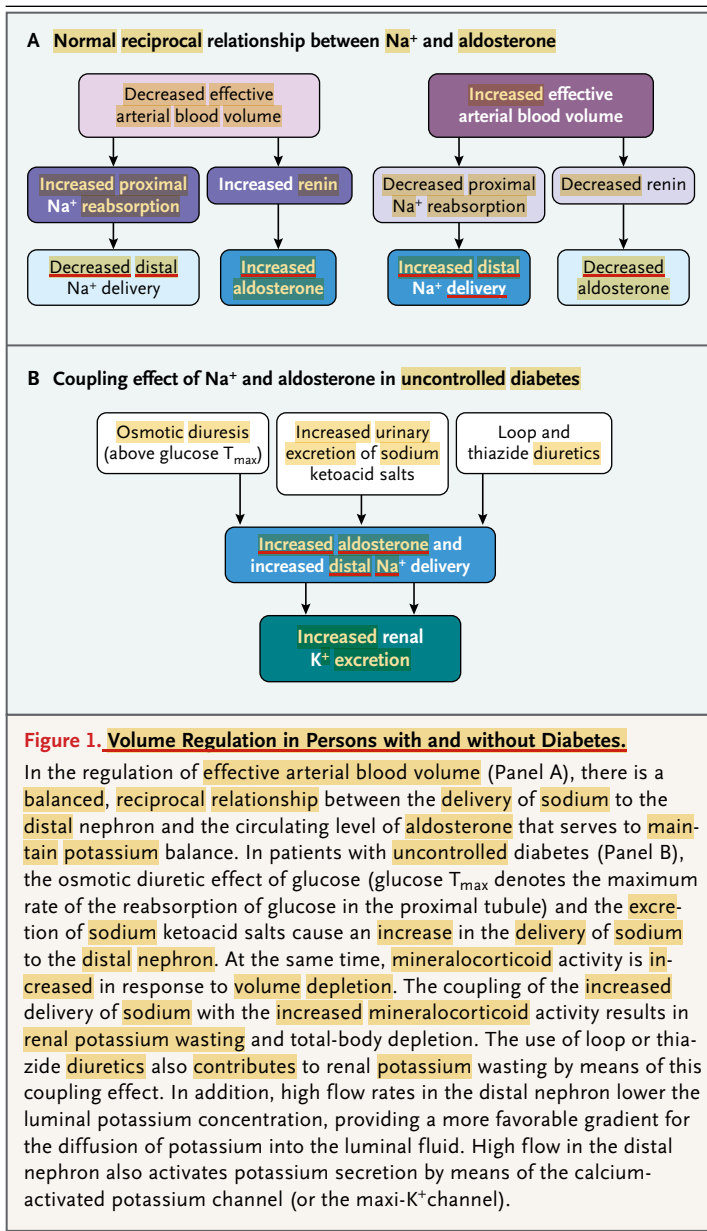 A Normal reciprocal relationship between Na+ and aldosterone
Decreased effective
arterial blood volume
Increased effective
arterial blood volume
Increased proximal
Na+ reabsorption
Increased renin
Decreased proximal
Na+ reabsorption
Decreased renin
Decreased distal
Na+ delivery
Increased
aldosterone
Increased distal
Na+ delivery
Decreased
aldosterone
B Coupling effect of Na+ and aldosterone in uncontrolled diabetes
Osmotic diuresis
(above glucose Tmax)
Increased urinary
excretion of sodium
ketoacid salts
Loop and
thiazide diuretics
Increased aldosterone and
increased distal Na+ delivery
Increased renal
K+ excretion
Figure 1. Volume Regulation in Persons with and without Diabetes.
In the regulation of effective arterial blood volume (Panel A), there is a
balanced, reciprocal relationship between the delivery of sodium to the
distal nephron and the circulating level of aldosterone that serves to main-
tain potassium balance. In patients with uncontrolled diabetes (Panel B),
the osmotic diuretic effect of glucose (glucose Tmax denotes the maximum
rate of the reabsorption of glucose in the proximal tubule) and the excre-
tion of sodium ketoacid salts cause an increase in the delivery of sodium
to the distal nephron. At the same time, mineralocorticoid activity is in-
creased in response to volume depletion. The coupling of the increased
delivery of sodium with the increased mineralocorticoid activity results in
renal potassium wasting and total-body depletion. The use of loop or thia-
zide diuretics also contributes to renal potassium wasting by means of this
coupling effect. In addition, high flow rates in the distal nephron lower the
luminal potassium concentration, providing a more favorable gradient for
the diffusion of potassium into the luminal fluid. High flow in the distal
nephron also activates potassium secretion by means of the calcium-
activated potassium channel (or the maxi-K+channel).